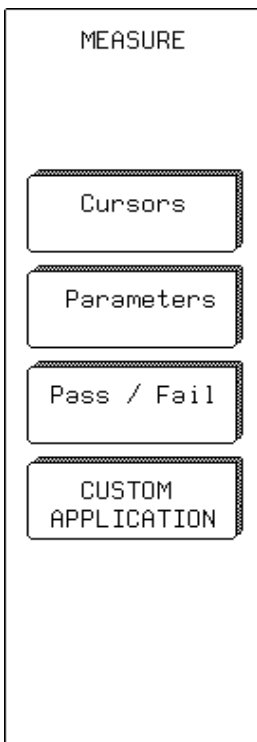 MEASURE
Cursors
Parameters
Pass / Fail
CUSTOM
APPLICATION